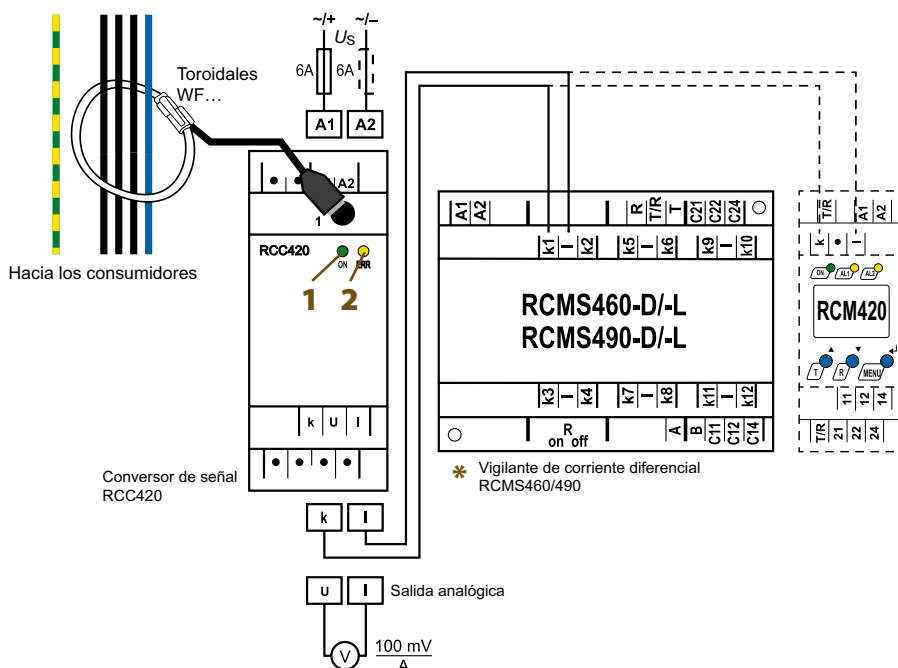 ~/+ ~/–
US
6A 6A
Toroidales
WF…
A1 A2
A2
1
RCC420
ON ERR
1 2
Hacia los consumidores
k U l
Conversor de señal
RCC420
k l
U l
Salida analógica
V
100 mV
A
A1 A2 R T/R T C21 C22 C24
k1 l k2 k5 l k6 k9 l k10
RCMS460-D/-L
RCMS490-D/-L
k3 l k4 k7 l k8 k11 l k12
R
on off
A B C11 C12 C14
* Vigilante de corriente diferencial
RCMS460/490
T/R A1 A2
k l
ON AL1 AL2
RCM420
T R MENU
11 12 14
T/R 21 22 24